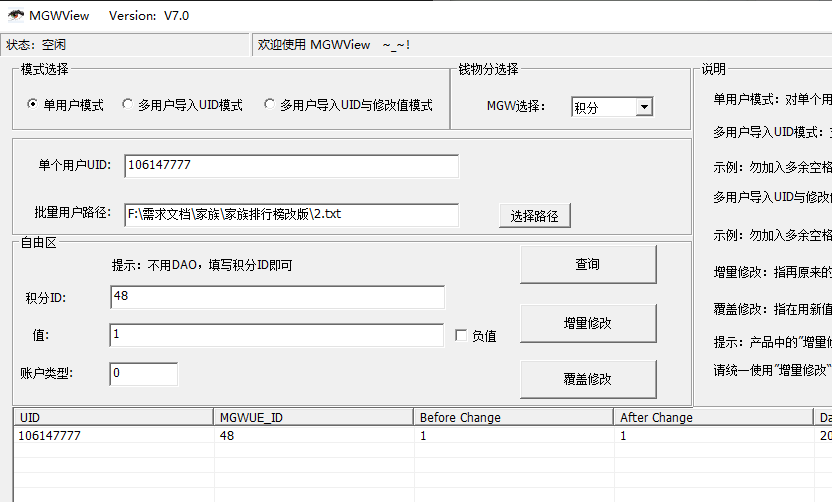 MGWView Version: V7.0
状态：空闲 欢迎使用 MGWView ~_~!
模式选择 钱物分选择 说明
单用户模式 多用户导入UID模式 多用户导入UID与修改值模式 MGW选择： 积分
单用户模式：对单个用
多用户导入UID模式：
单个用户UID: 106147777
示例：勿加入多余空格
多用户导入UID与修改
批量用户路径: F:\需求文档\家族\家族排行榜改版\2.txt 选择路径
示例：勿加入多余空格
自由区
提示：不用DAO，填写积分ID即可 查询
增量修改：指再原来的
积分ID: 48
覆盖修改：指在用新值
值: 1 负值 增量修改
提示：产品中的"增量修
请统一使用"增量修改"
账户类型: 0 覆盖修改
UID MGWUE_ID Before Change After Change Da
106147777 48 1 1 20